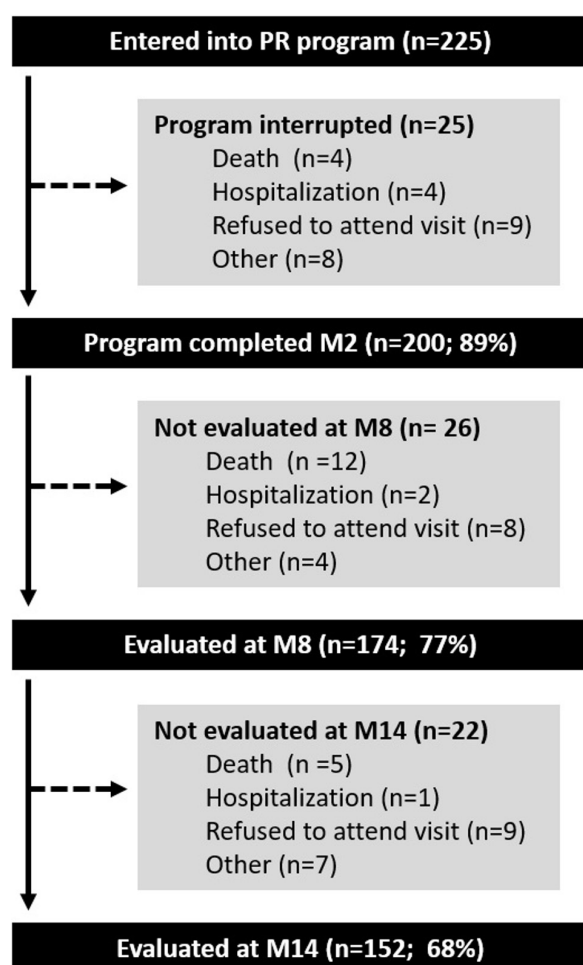 Entered into PR program (n=225)
Program interrupted (n=25)
Death (n=4)
Hospitalization (n=4)
Refused to attend visit (n=9)
Other (n=8)
Program completed M2 (n=200; 89%)
Not evaluated at M8 (n= 26)
Death (n =12)
Hospitalization (n=2)
Refused to attend visit (n=8)
Other (n=4)
Evaluated at M8 (n=174; 77%)
Not evaluated at M14 (n=22)
Death (n =5)
Hospitalization (n=1)
Refused to attend visit (n=9)
Other (n=7)
Evaluated at M14 (n=152; 68%)